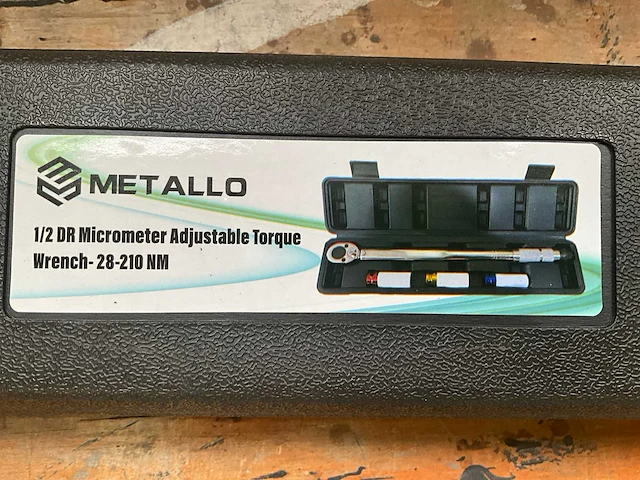 METALLO
1/2 DR Micrometer Adjustable Torque
Wrench- 28-210 NM